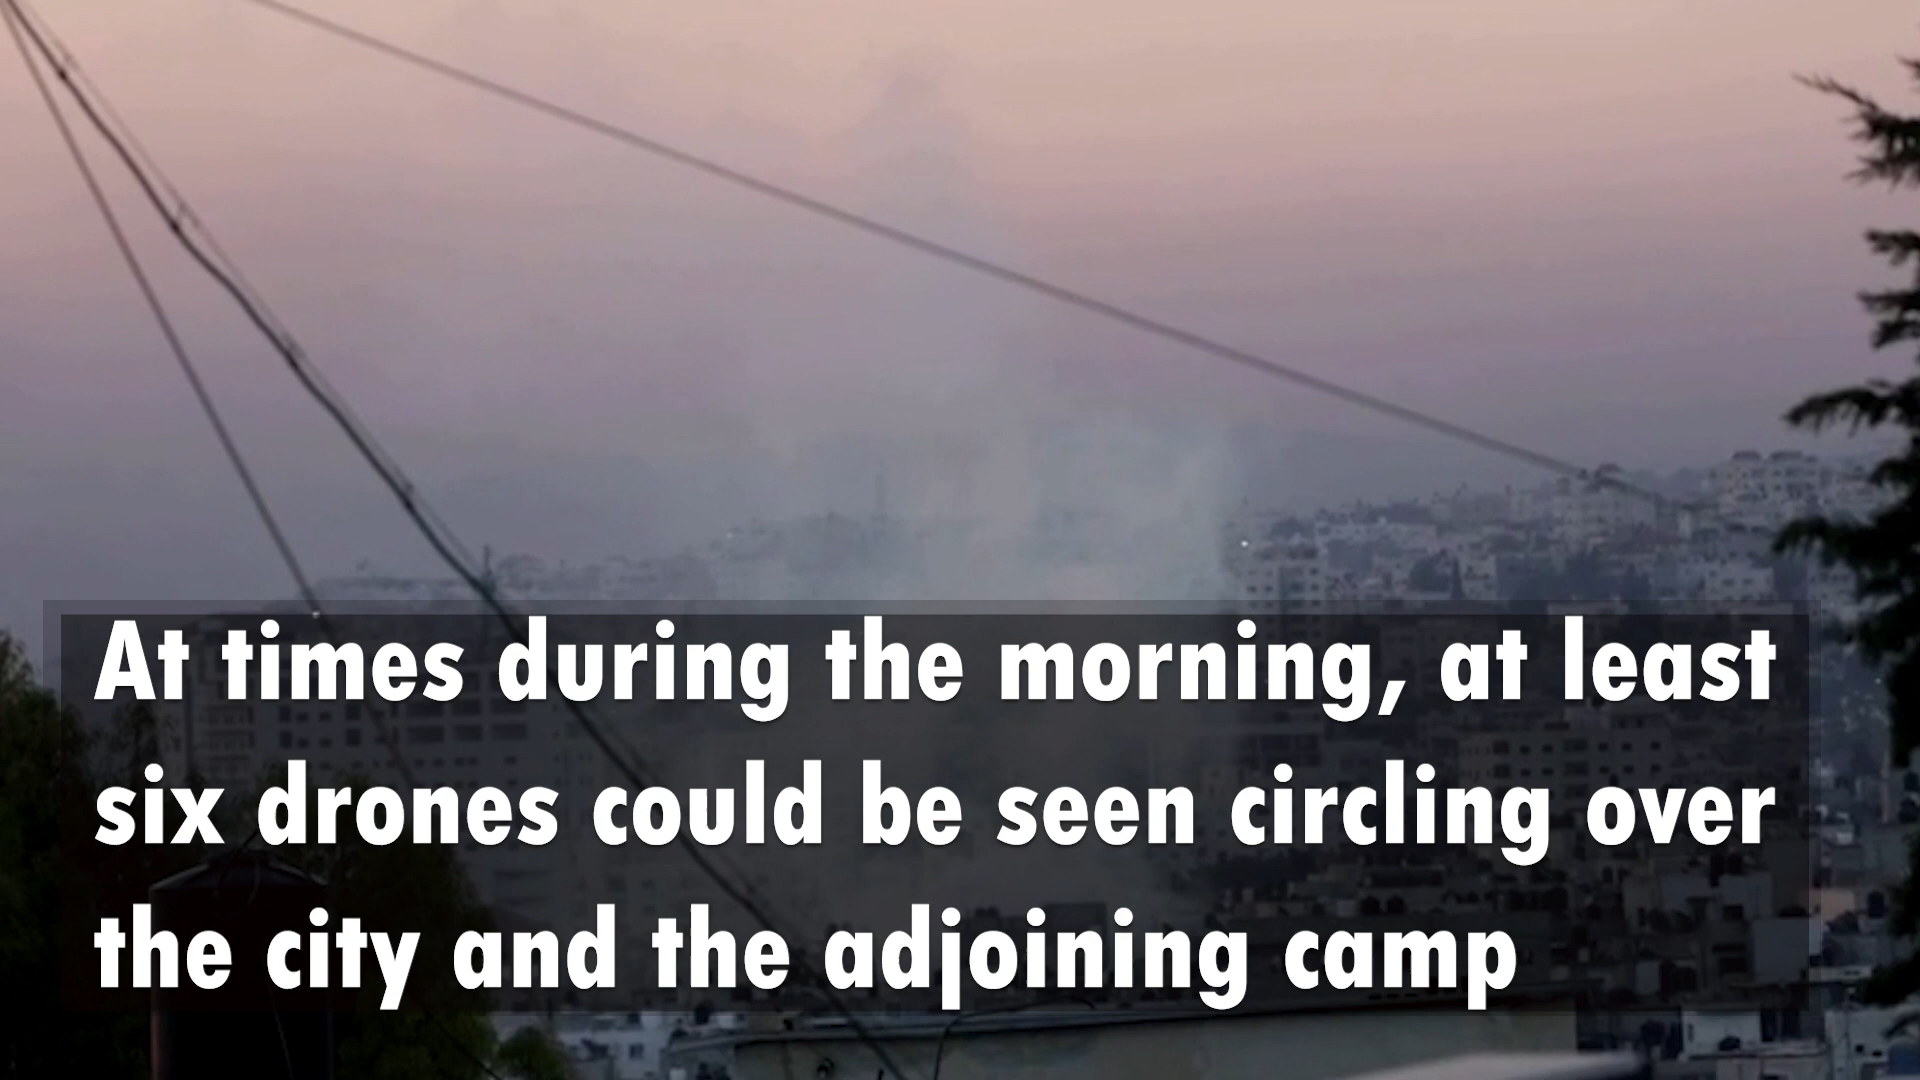 At times during the morning, at least
six drones could be seen circling over
the city and the adjoining camp